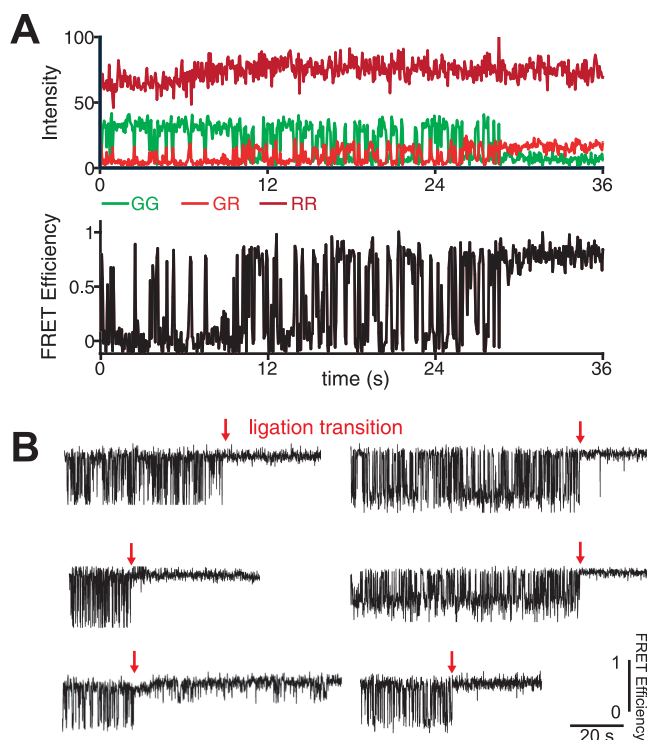 A
100
50
0
Intensity
0 12 24 36
GG GR RR
1
0.5
0
FRET Efficiency
0 12 24 36
time (s)
B
ligation transition
1
0
FRET Efficiency
20 s